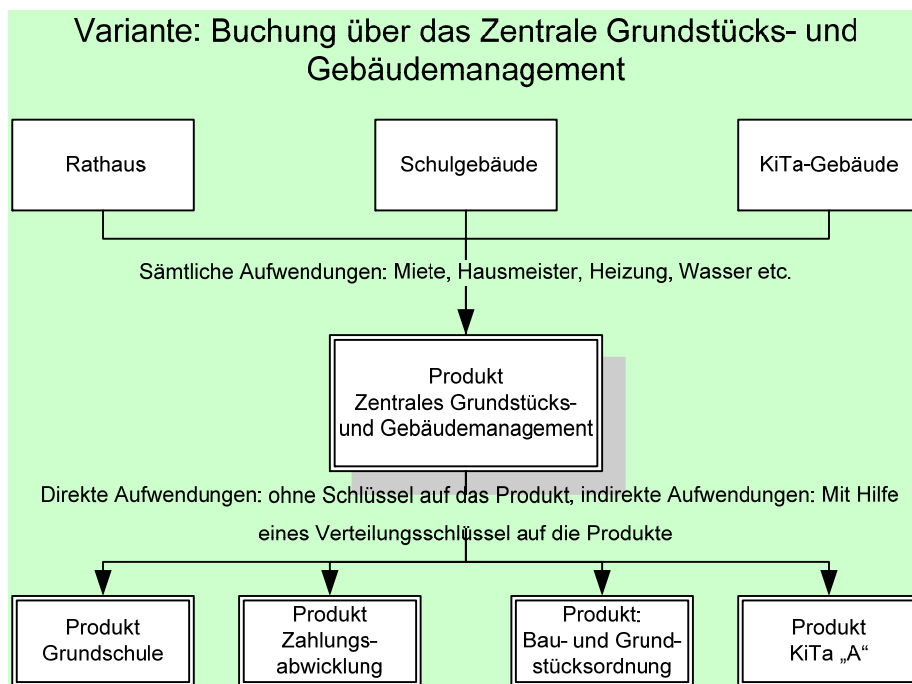 Variante: Buchung über das Zentrale Grundstücks- und
Gebäudemanagement
Rathaus
Schulgebäude
KiTa-Gebäude
Sämtliche Aufwendungen: Miete, Hausmeister, Heizung, Wasser etc.
Produkt
Zentrales Grundstücks-
und Gebäudemanagement
Direkte Aufwendungen: ohne Schlüssel auf das Produkt, indirekte Aufwendungen: Mit Hilfe
eines Verteilungsschlüssel auf die Produkte
Produkt
Grundschule
Produkt
Zahlungs-
abwicklung
Produkt:
Bau- und Grund-
stücksordnung
Produkt
KiTa „A“